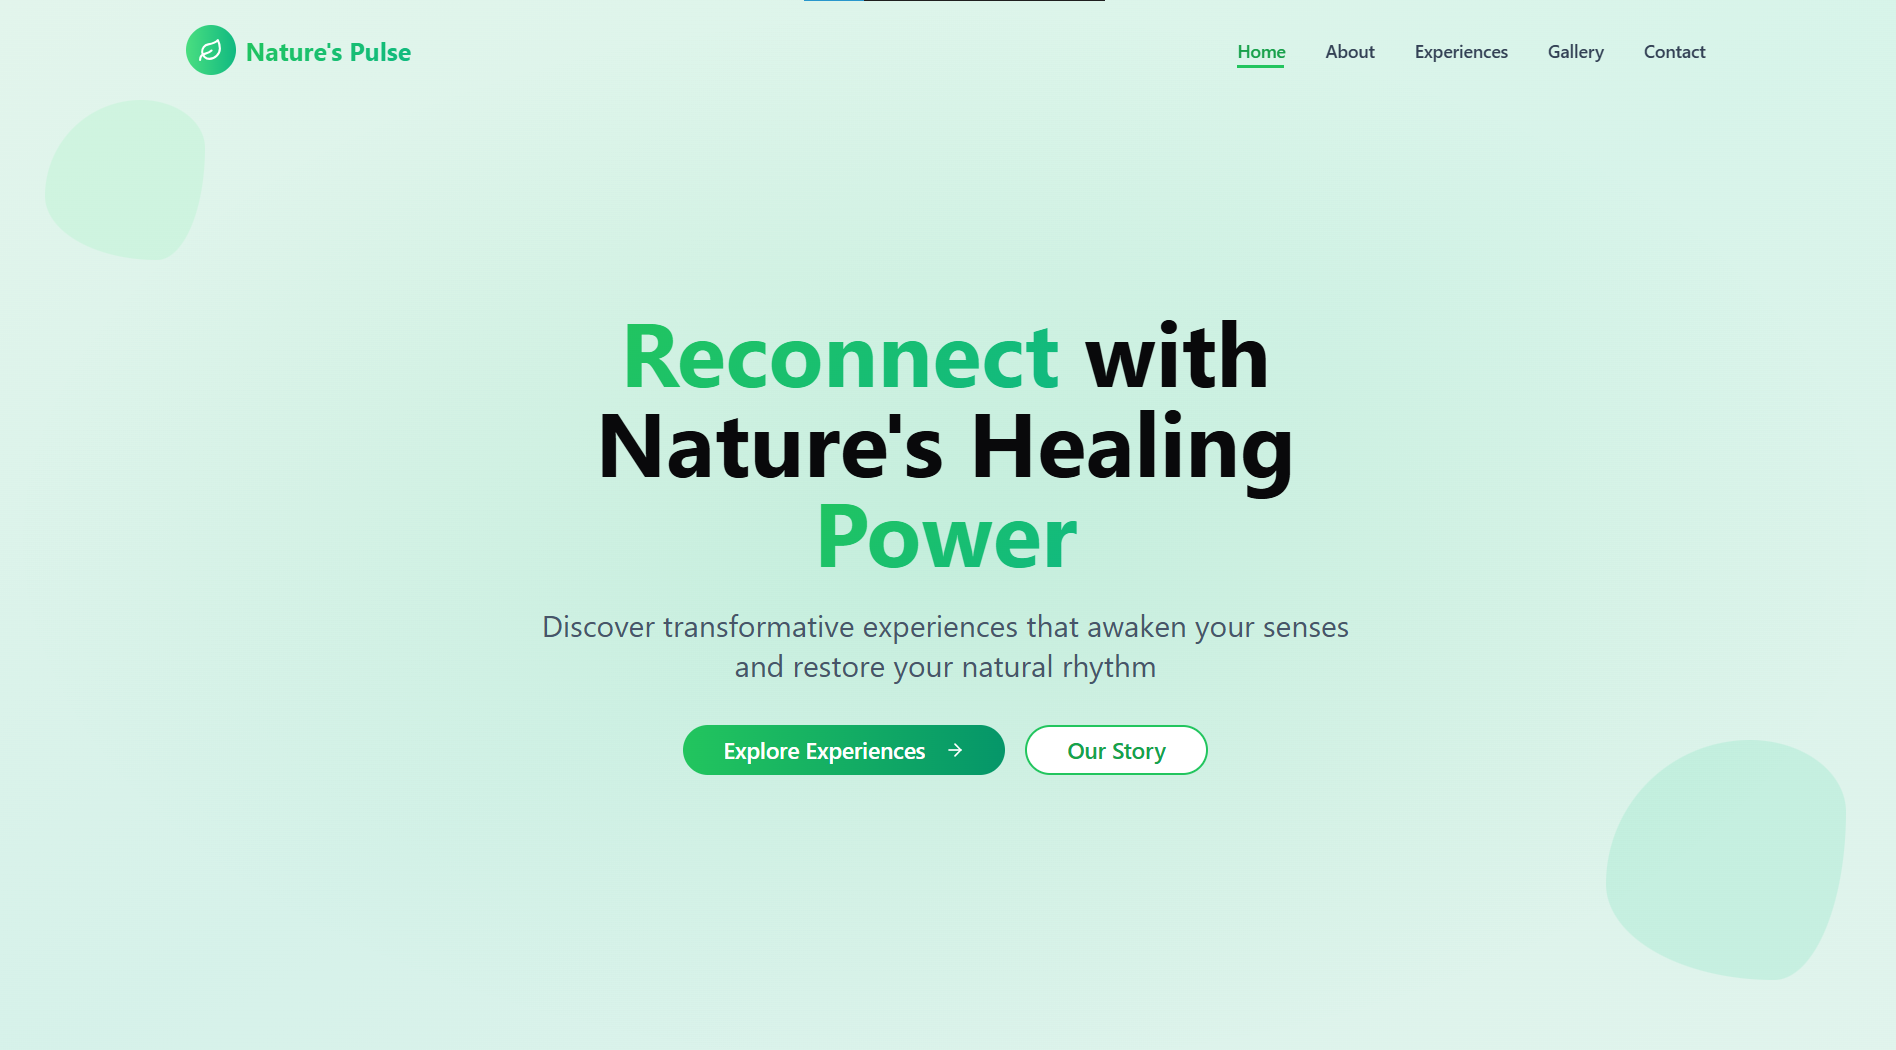 Nature's Pulse
Home About Experiences Gallery Contact
Reconnect with
Nature's Healing
Power
Discover transformative experiences that awaken your senses
and restore your natural rhythm
Explore Experiences
Our Story